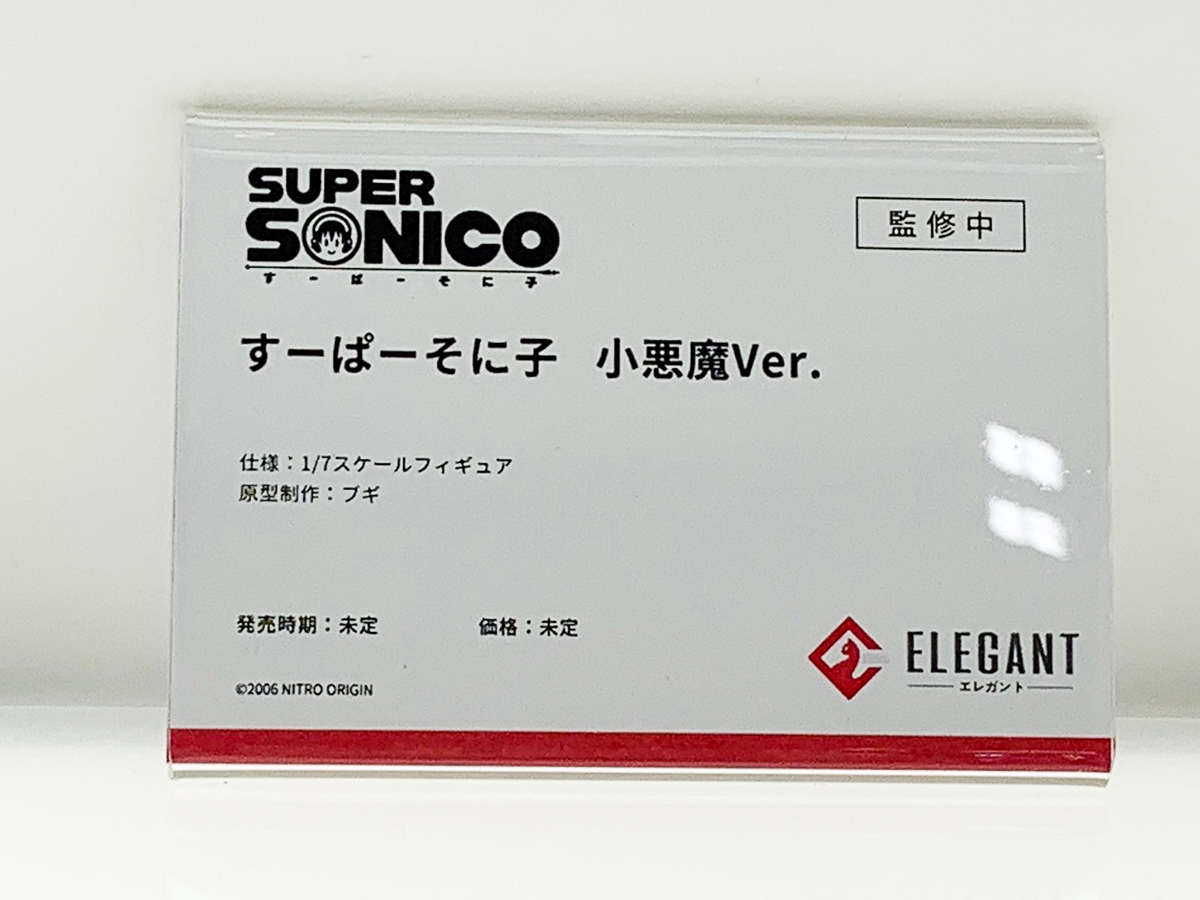 SUPER
SONICO
すーぱーそに子
監修中
すーぱーそに子 小悪魔Ver.
仕様：1/7スケールフィギュア
原型制作：ブギ
発売時期：未定 価格：未定
©2006 NITRO ORIGIN
ELEGANT
エレガント